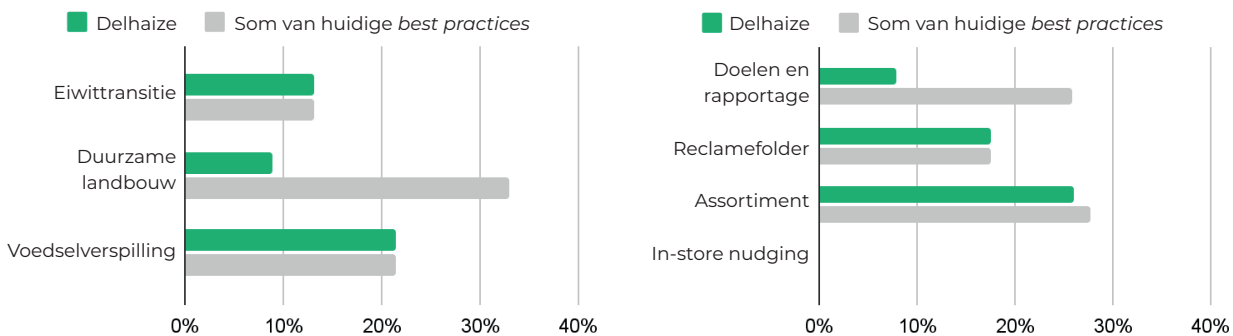 Delhaize
Som van huidige best practices
Eiwittransitie
Duurzame
landbouw
Voedselverspilling
0%
10%
20%
30%
40%
Delhaize
Som van huidige best practices
Doelen en
rapportage
Reclamefolder
Assortiment
In-store nudging
0%
10%
20%
30%
40%